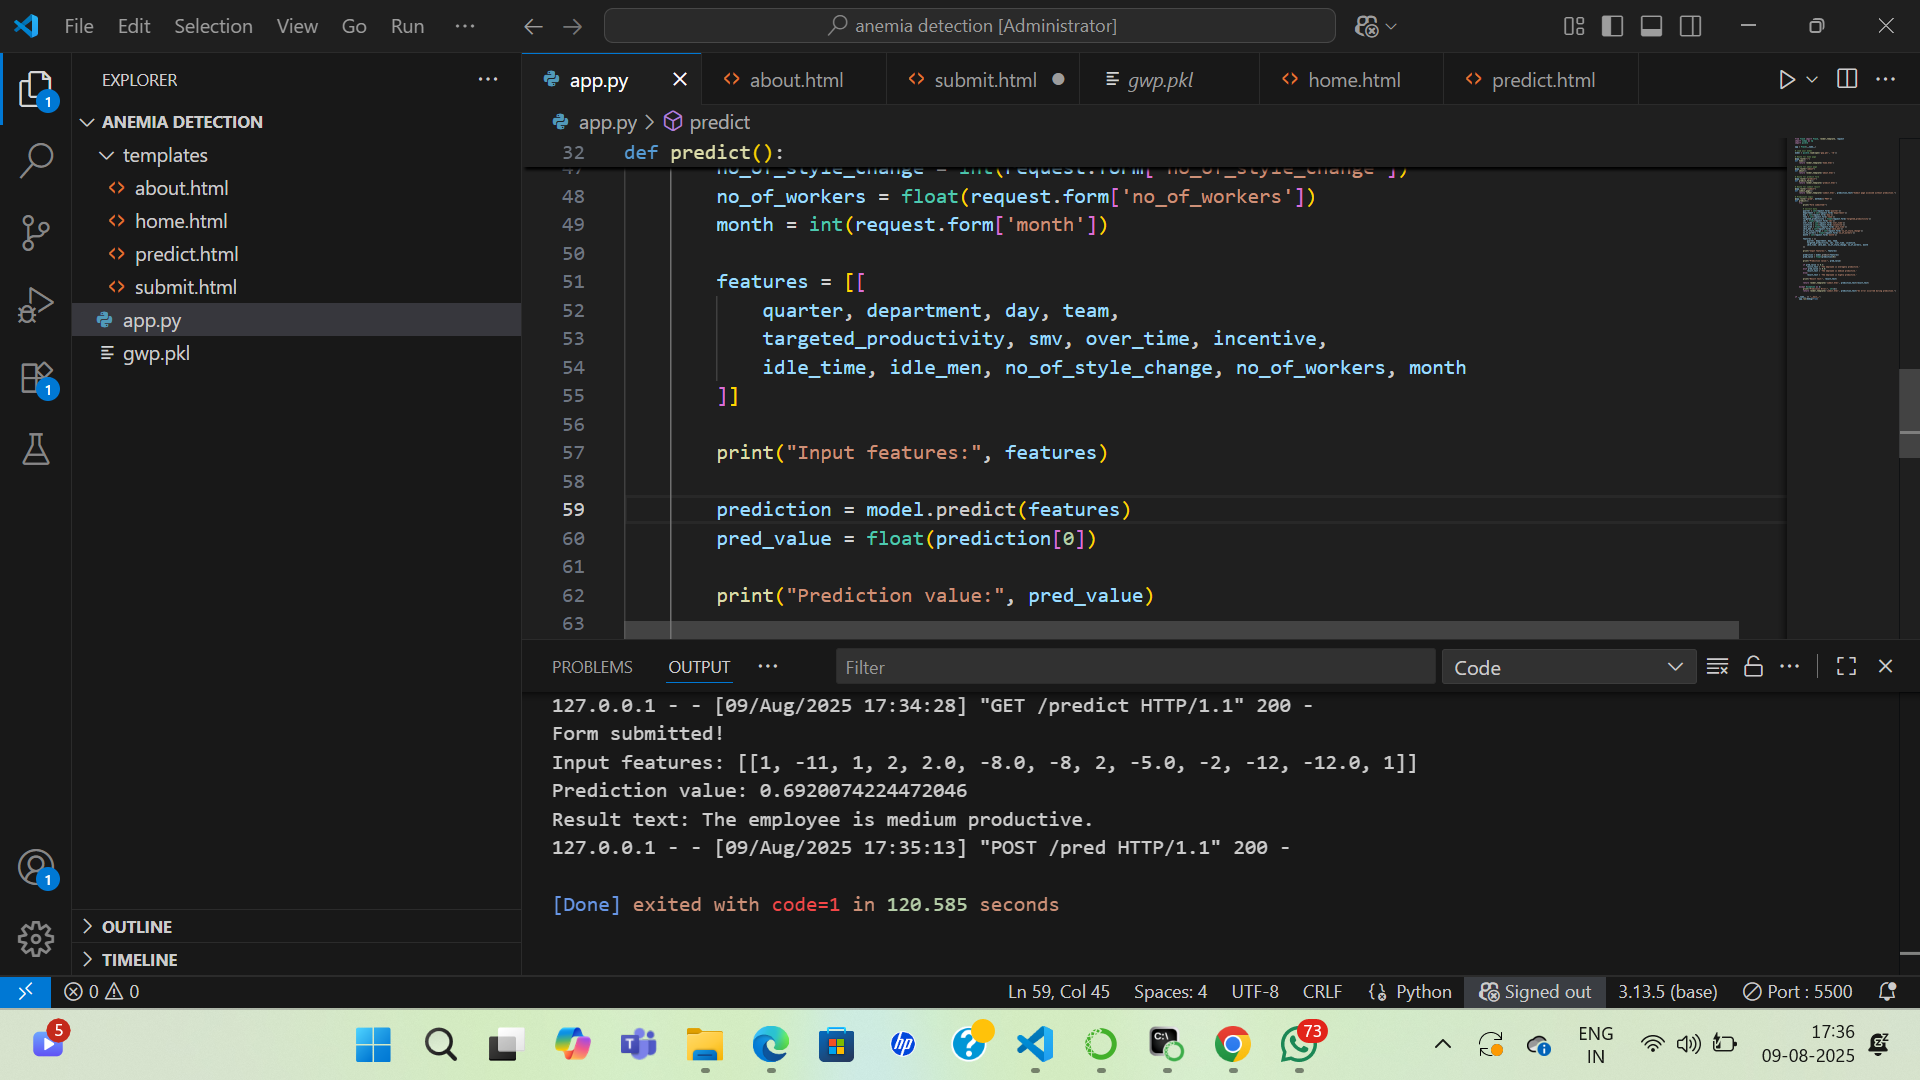 File Edit Selection View Go Run ···
anemia detection [Administrator]
EXPLORER
ANEMIA DETECTION
templates
about.html
home.html
predict.html
submit.html
app.py
gwp.pkl
OUTLINE
TIMELINE
app.py about.html submit.html gwp.pkl home.html predict.html
app.py > predict
32 def predict():
47 no_of_style_change = int(request.form['no_of_style_change'])
48 no_of_workers = float(request.form['no_of_workers'])
49 month = int(request.form['month'])
50
51 features = [[
52 quarter, department, day, team,
53 targeted_productivity, smv, over_time, incentive,
54 idle_time, idle_men, no_of_style_change, no_of_workers, month
55 ]]
56
57 print("Input features:", features)
58
59 prediction = model.predict(features)
60 pred_value = float(prediction[0])
61
62 print("Prediction value:", pred_value)
63
PROBLEMS OUTPUT ··· Filter Code
127.0.0.1 - - [09/Aug/2025 17:34:28] "GET /predict HTTP/1.1" 200 -
Form submitted!
Input features: [[1, -11, 1, 2, 2.0, -8.0, -8, 2, -5.0, -2, -12, -12.0, 1]]
Prediction value: 0.6920074224472046
Result text: The employee is medium productive.
127.0.0.1 - - [09/Aug/2025 17:35:13] "POST /pred HTTP/1.1" 200 -
[Done] exited with code=1 in 120.585 seconds
0 0 Ln 59, Col 45 Spaces: 4 UTF-8 CRLF Python Signed out 3.13.5 (base) Port : 5500
5 hp 73
ENG
IN
17:36
09-08-2025